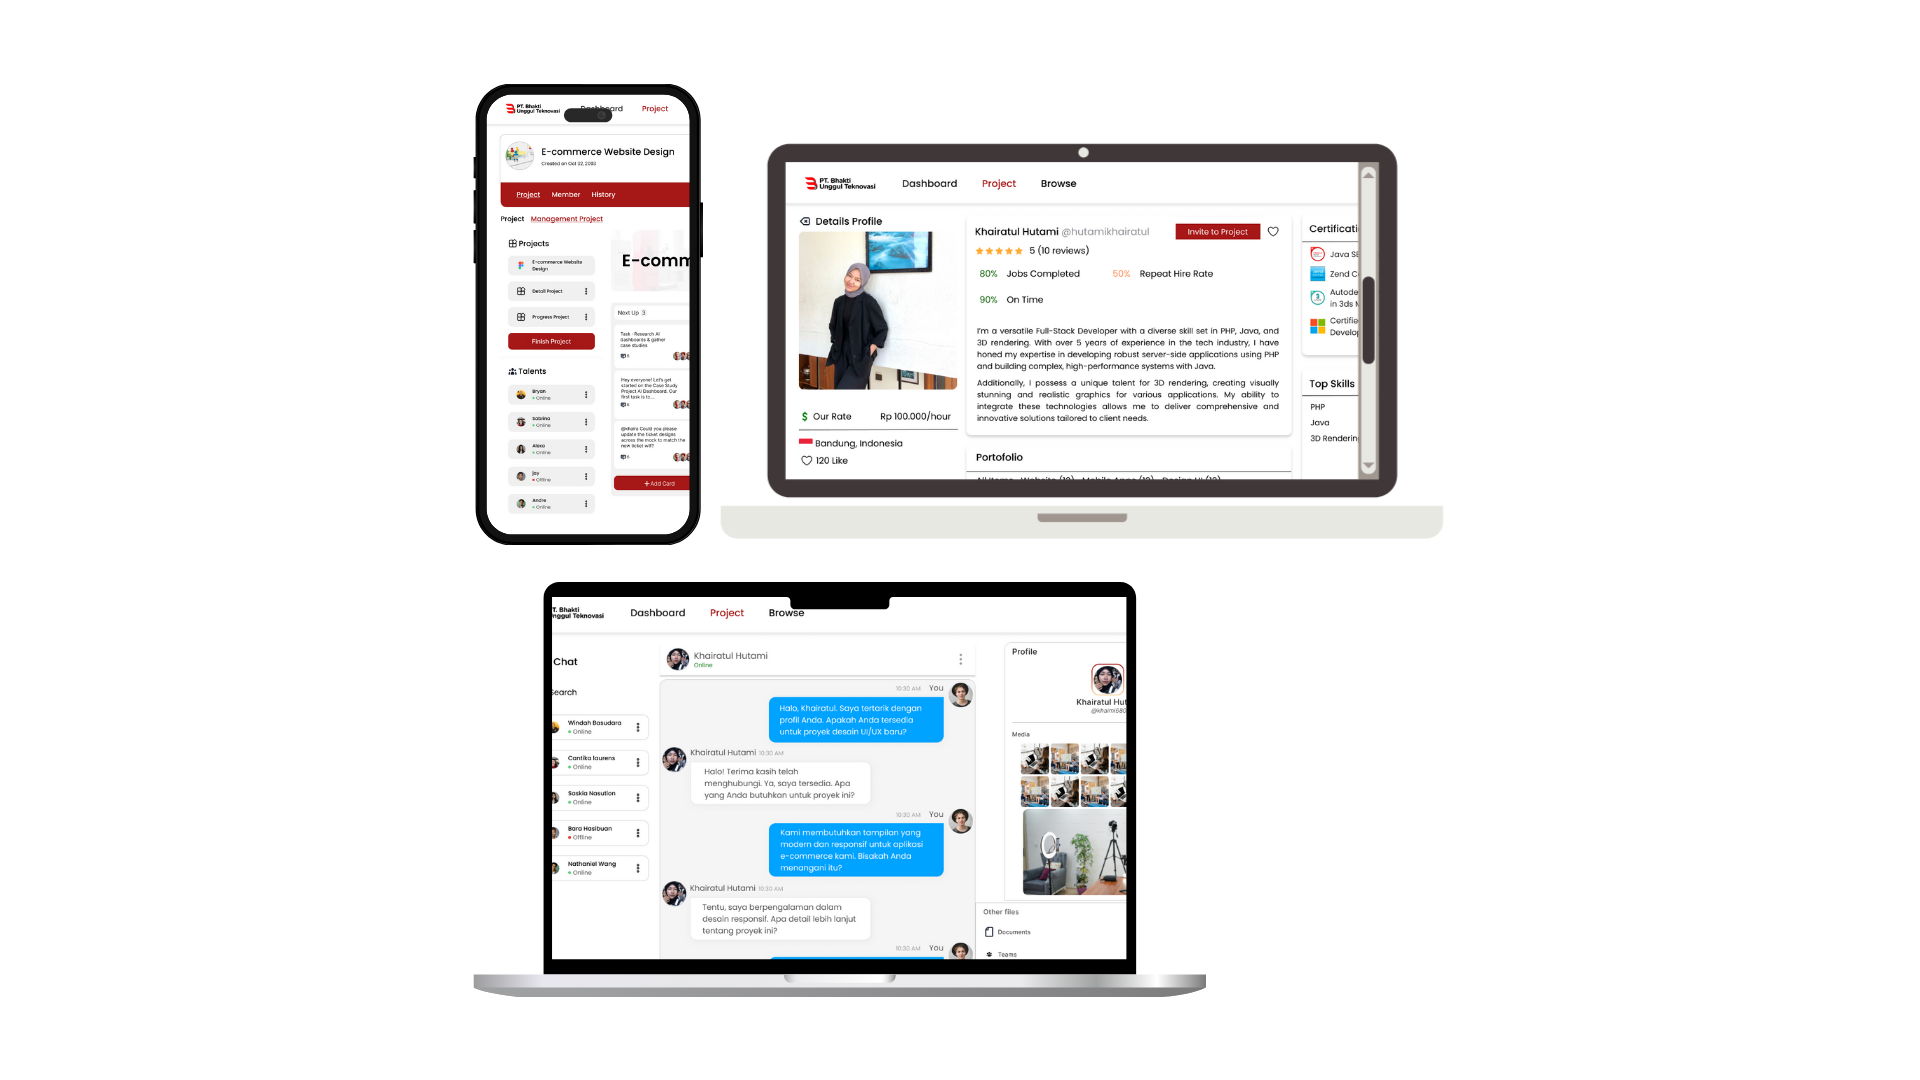 PT. Bhakti
Unggul Teknovasi
Dashboard
Project
E-commerce Website Design
Created on Oct 02, 2083
Project
Member
History
Project
Management Project
Projects
E-commerce Website
Design
Detail Project
Progress Project
Finish Project
Talents
Bryan
Online
Sabrina
Online
Alexa
Online
Joy
Offline
Andre
Online
E-comm
Next Up 3
Task - Research AI
dashboards & gather
case studies
Hey everyone! Let's get
started on the Case Study
Project AI Dashboard. Our
first task is to...
@khaira Could you please
update the ticket designs
across the mock to match the
new ticket wif?
+ Add Card
PT. Bhakti
Unggul Teknovasi
Dashboard
Project
Browse
Details Profile
$ Our Rate
Rp 100.000/hour
Bandung, Indonesia
120 Like
Khairatul Hutami @hutamikhairatul
Invite to Project
5 (10 reviews)
80% Jobs Completed
50% Repeat Hire Rate
90% On Time
I'm a versatile Full-Stack Developer with a diverse skill set in PHP, Java, and
3D rendering. With over 5 years of experience in the tech industry, I have
honed my expertise in developing robust server-side applications using PHP
and building complex, high-performance systems with Java.
Additionally, I possess a unique talent for 3D rendering, creating visually
stunning and realistic graphics for various applications. My ability to
integrate these technologies allows me to deliver comprehensive and
innovative solutions tailored to client needs.
Portofolio
Certificati
Java SE
Zend C
Autode
in 3ds M
Certifie
Develop
Top Skills
PHP
Java
3D Rendering
T. Bhakti
nggul Teknovasi
Dashboard
Project
Browse
Chat
Search
Windah Basudara
Online
Cantika laurens
Online
Saskia Nasution
Online
Bara Hasibuan
Offline
Nathaniel Wang
Online
Khairatul Hutami
Online
10:30 AM You
Halo, Khairatul. Saya tertarik dengan
profil Anda. Apakah Anda tersedia
untuk proyek desain UI/UX baru?
Khairatul Hutami 10:30 AM
Halo! Terima kasih telah
menghubungi. Ya, saya tersedia. Apa
yang Anda butuhkan untuk proyek ini?
10:30 AM You
Kami membutuhkan tampilan yang
modern dan responsif untuk aplikasi
e-commerce kami. Bisakah Anda
menangani itu?
Khairatul Hutami 10:30 AM
Tentu, saya berpengalaman dalam
desain responsif. Apa detail lebih lanjut
tentang proyek ini?
10:30 AM You
Profile
Khairatul Hut
@khairni680
Media
Other files
Documents
Teams